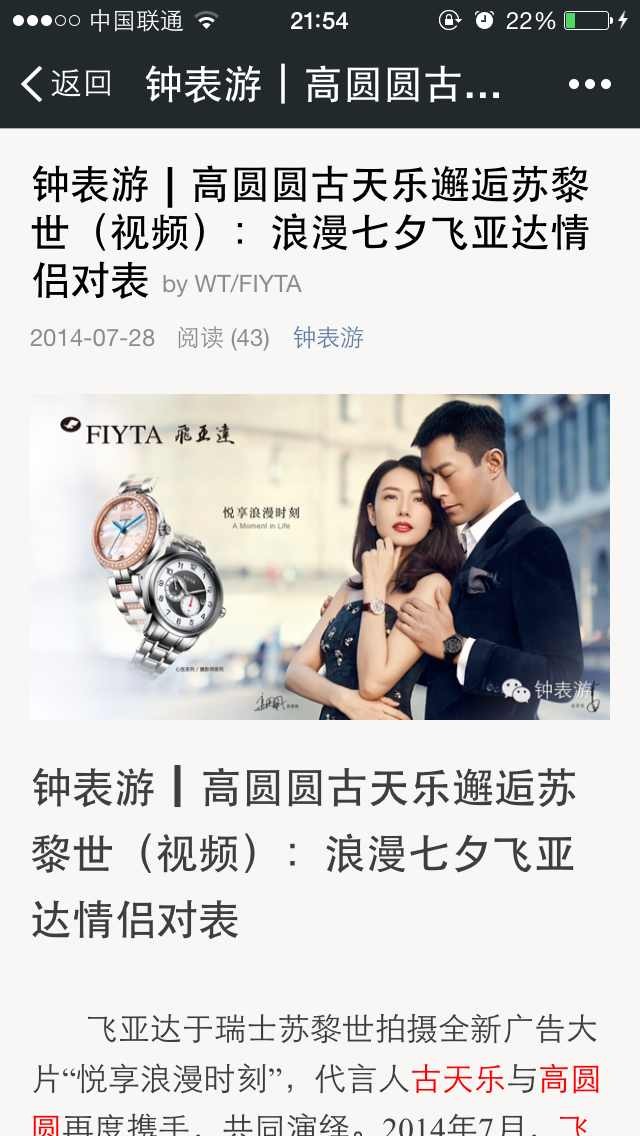 中国联通 21:54 22%
返回 钟表游┃高圆圆古...
钟表游┃高圆圆古天乐邂逅苏黎
世（视频）：浪漫七夕飞亚达情
侣对表 by WT/FIYTA
2014-07-28 阅读 (43) 钟表游
FIYTA 飛亚達
悦享浪漫时刻
A Moment in Life
钟表游
钟表游┃高圆圆古天乐邂逅苏
黎世（视频）：浪漫七夕飞亚
达情侣对表
飞亚达于瑞士苏黎世拍摄全新广告大
片“悦享浪漫时刻”，代言人古天乐与高圆
圆再度携手，共同演绎。2014年7月，飞